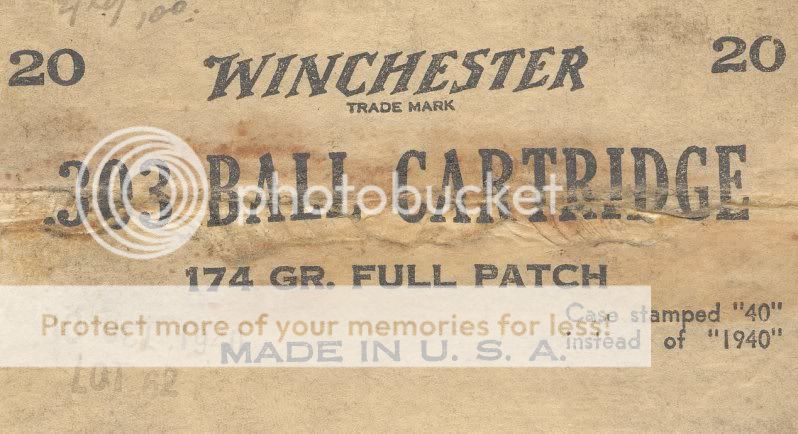 20 WINCHESTER 20
TRADE MARK
.303 BALL CARTRIDGE
photobucket
174 GR. FULL PATCH
Case stamped "40"
instead of "1940"
Protect more of your memories for less!
MADE IN U. S. A.